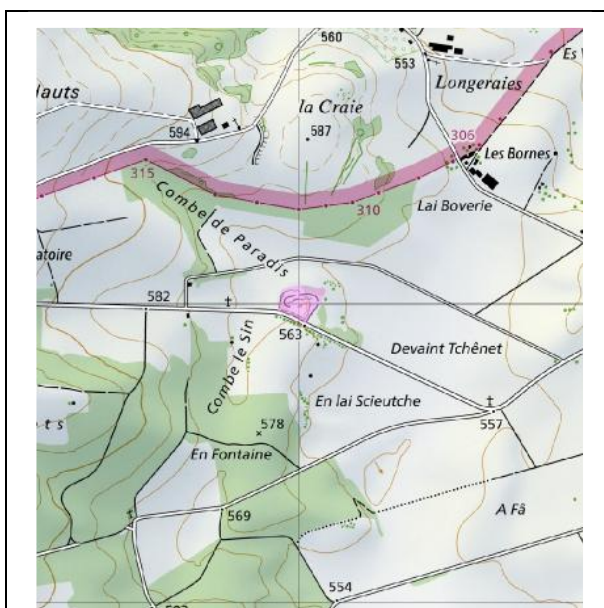 560
553
Es
lauts
la Craie
Longeraies
594
587
306
Les Bornes
315
Combe de Paradis
310
Lai Boverie
atoire
582
563
Devaint Tchênet
Combe le Sin
En lai Scieutche
557
578
ets
En Fontaine
569
A Fâ
554